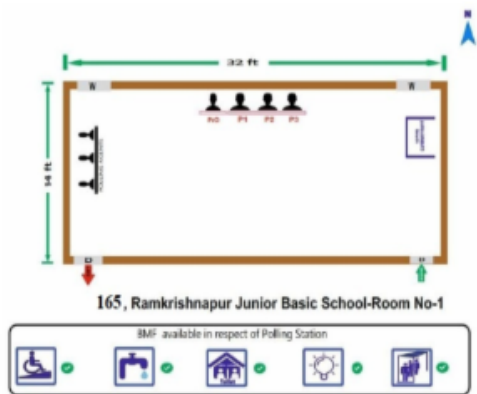 N
32 ft
W
W
P1
P2
P3
14 ft
D
165, Ramkrishnapur Junior Basic School-Room No-1
BMF available in respect of Polling Station